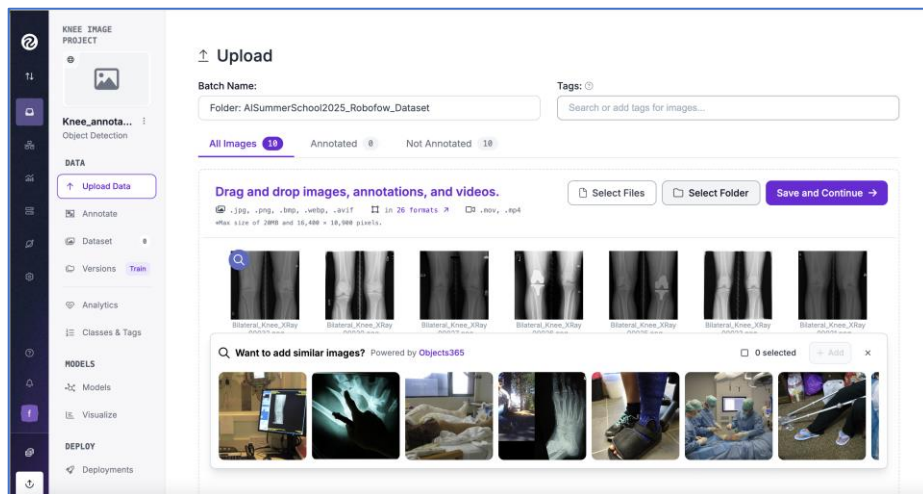 KNEE IMAGE
PROJECT
Knee_annota...
Object Detection
DATA
Upload Data
Annotate
Dataset 0
Versions Train
Analytics
Classes & Tags
MODELS
Models
Visualize
DEPLOY
Deployments
Upload
Batch Name:
Folder: AISummerSchool2025_Robofow_Dataset
Tags:
Search or add tags for images...
All Images 10 Annotated 0 Not Annotated 10
Drag and drop images, annotations, and videos.
.jpg, .png, .bmp, .webp, .avif in 26 formats ↗ .mov, .mp4
*Max size of 20MB and 16,400 × 10,900 pixels.
Select Files Select Folder Save and Continue →
Bilateral_Knee_XRay Bilateral_Knee_XRay Bilateral_Knee_XRay Bilateral_Knee_XRay Bilateral_Knee_XRay Bilateral_Knee_XRay Bilateral_Knee_XRay
Want to add similar images? Powered by Objects365 0 selected + Add ×